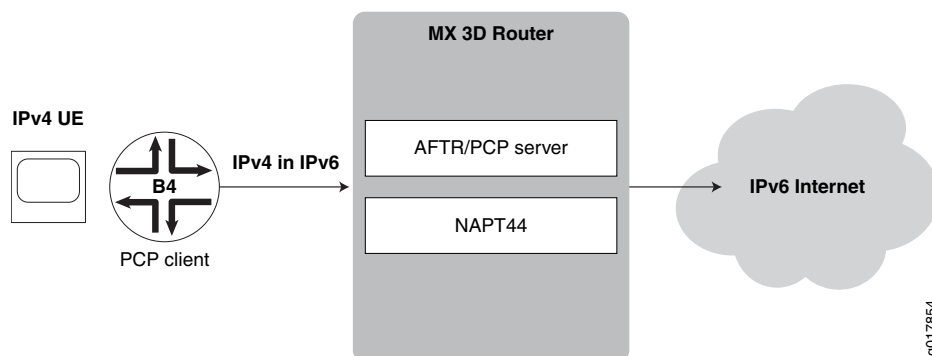 MX 3D Router
IPv4 UE
B4
PCP client
IPv4 in IPv6
AFTR/PCP server
NAPT44
IPv6 Internet
g017854